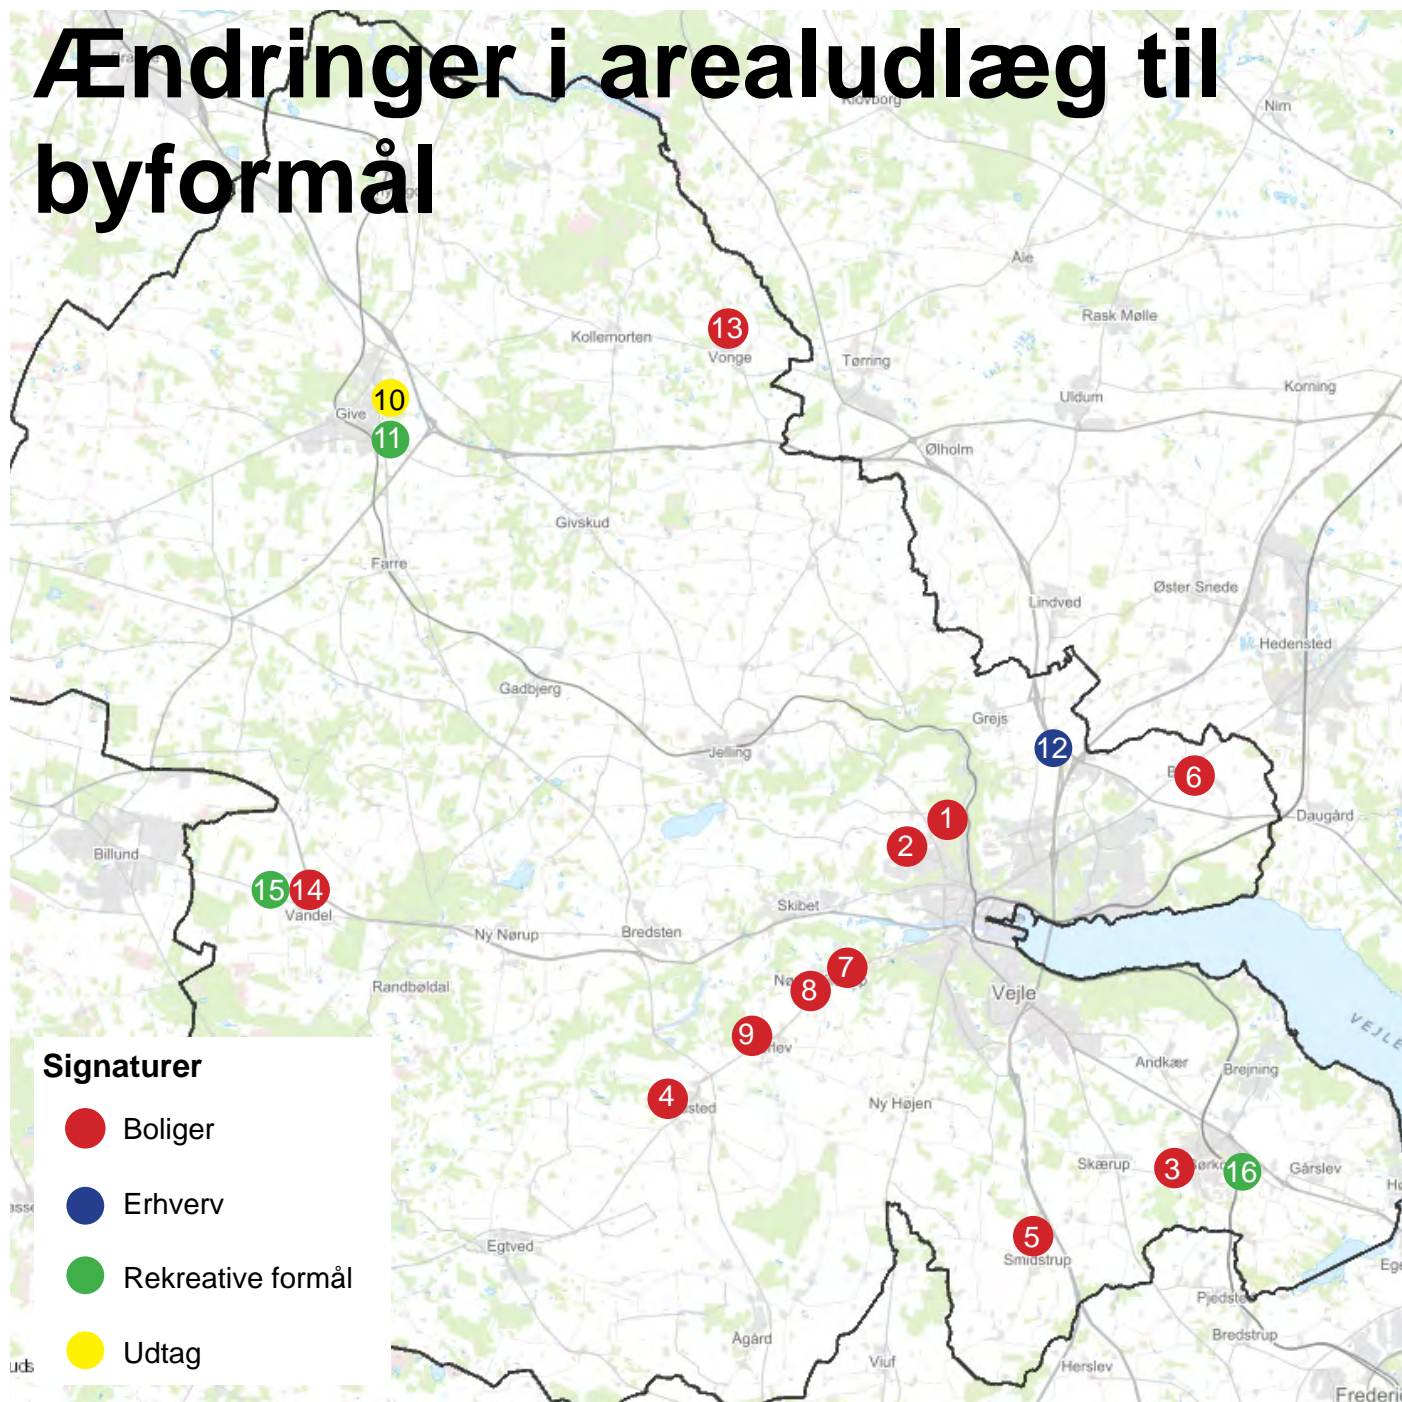 Ændringer i arealudlæg til
byformål
Klovborg
Nim
Ale
Rask Mølle
13
Kollemorten
Vonge
Tørring
Korning
Uldum
10
Give
11
Ølholm
Givskud
Farre
Øster Snede
Lindved
Hedensted
Gadbjerg
Grejs
Jelling
12
6
1
Daugård
2
Billund
15
14
Vandel
Skibet
Ny Nørup
Bredsten
7
Randbøldal
8
Vejle
VEJLE
9
Andkær
Brejning
4
Ny Højen
Skærup
3
16
Gårslev
5
Smidstrup
Egtved
Pjedsted
Bredstrup
Ågård
Viuf
Herslev
Signaturer
Boliger
Erhverv
Rekreative formål
Udtag